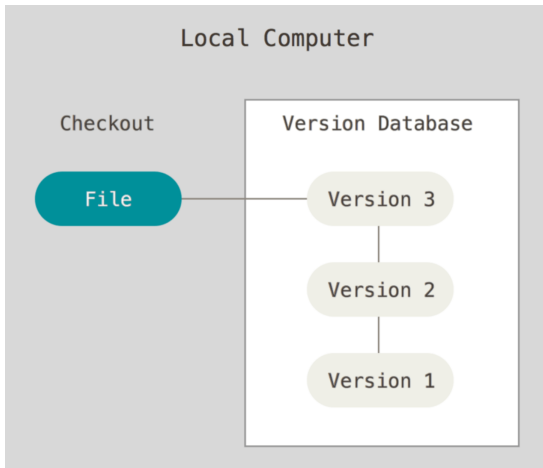 Local Computer
Checkout
Version Database
File
Version 3
Version 2
Version 1